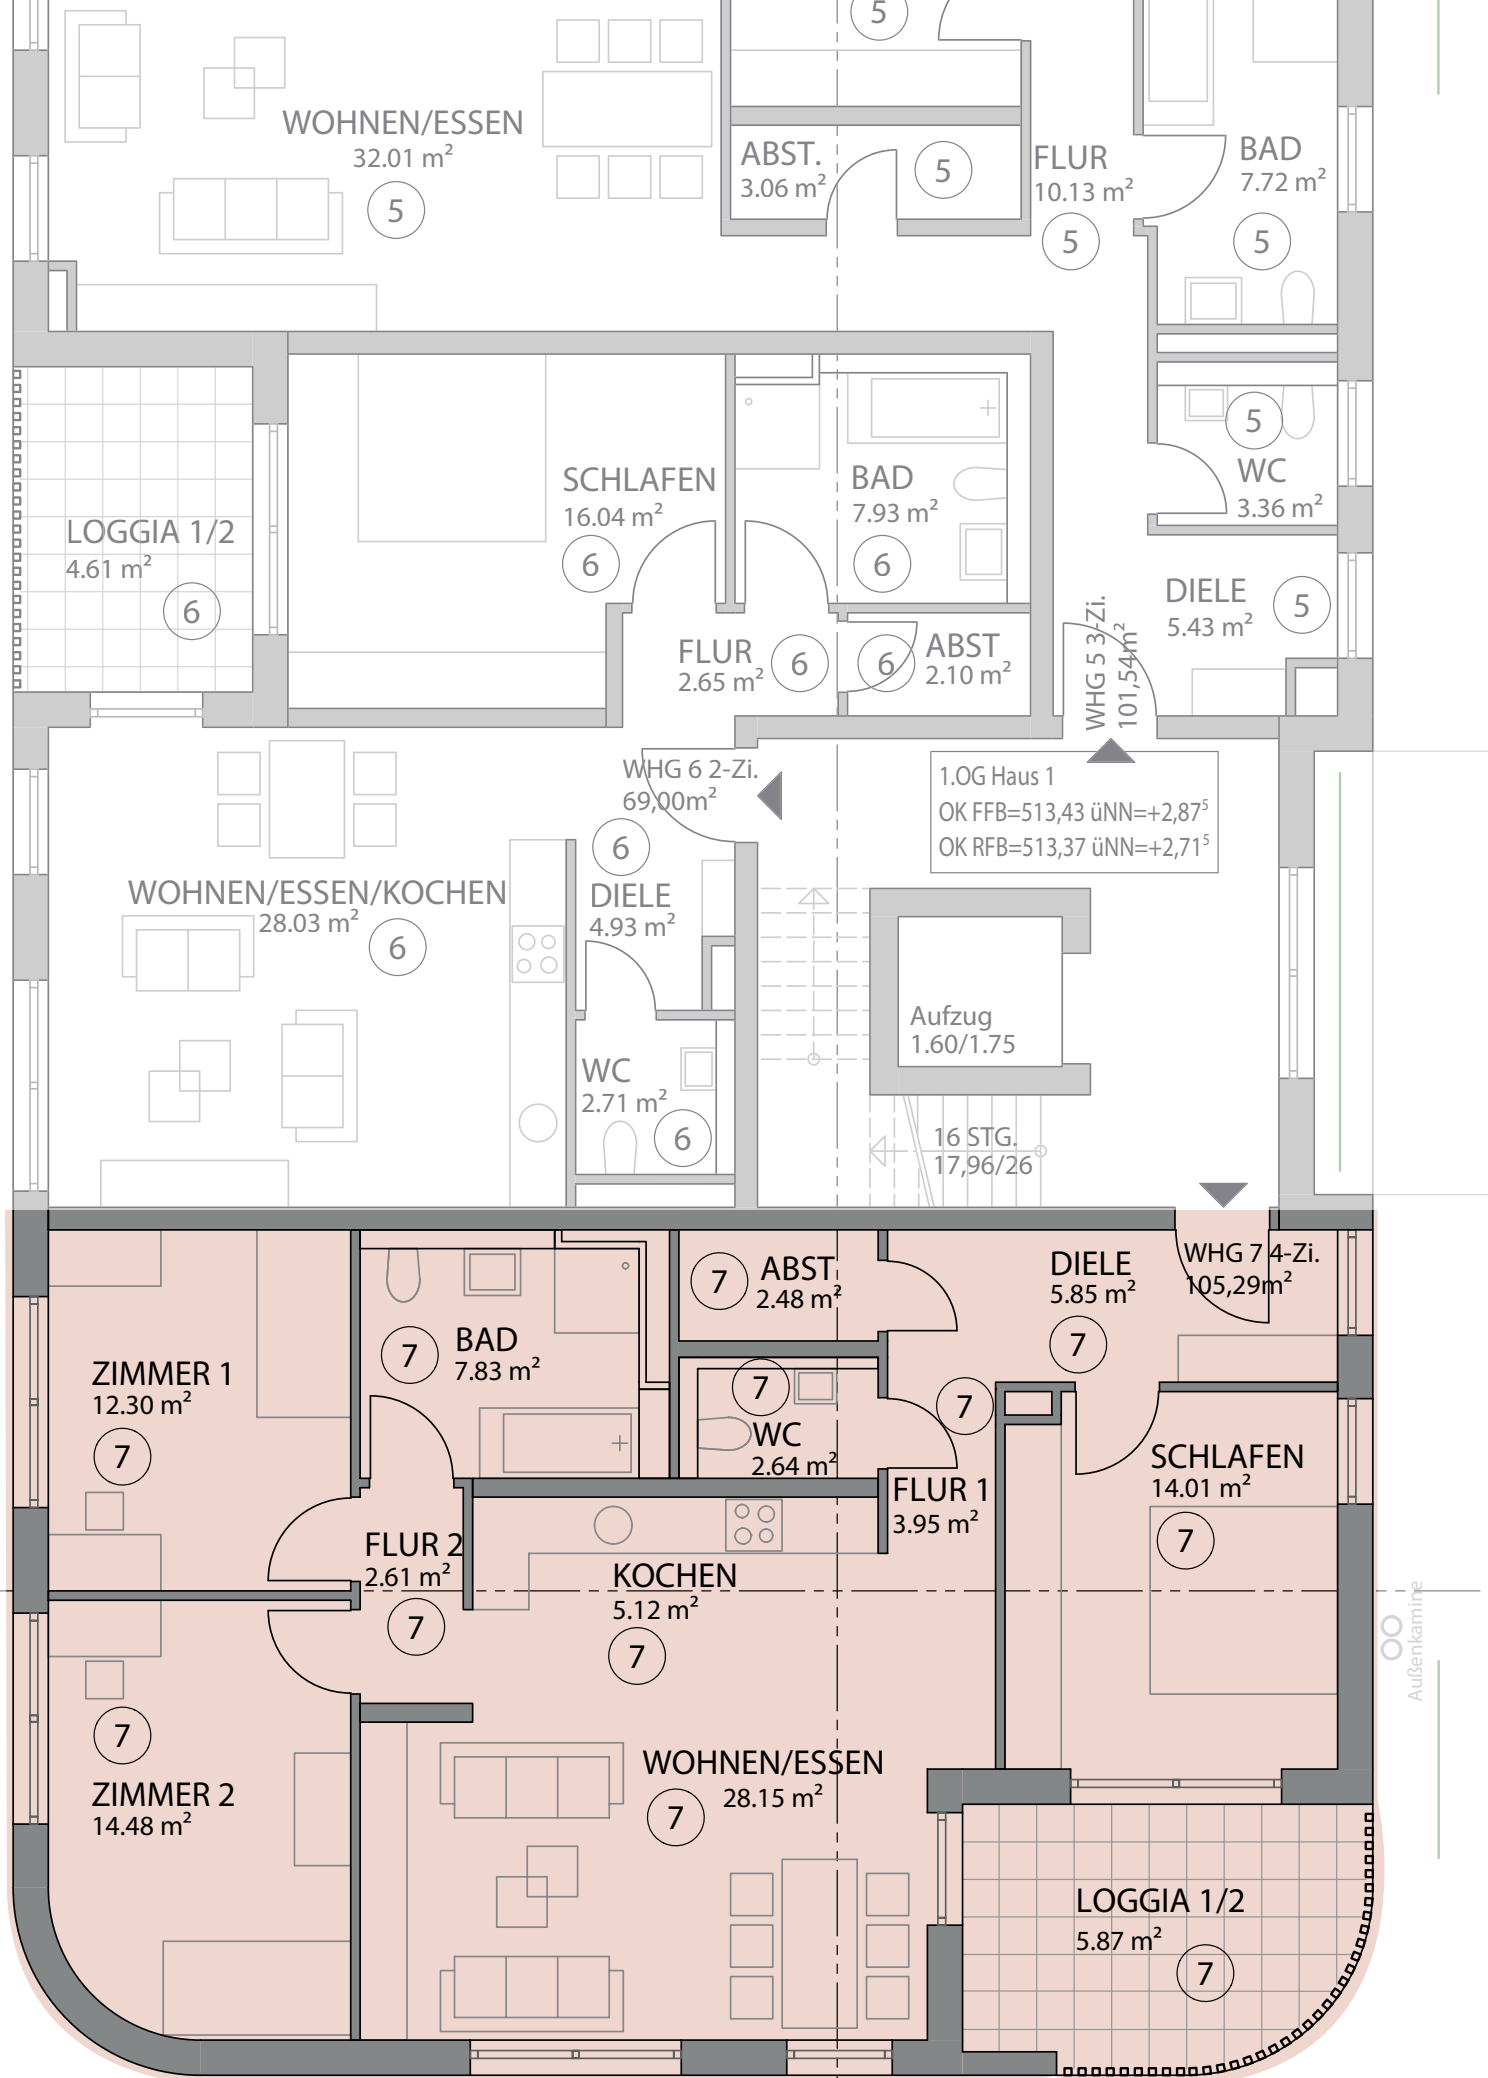 5
WOHNEN/ESSEN
32.01 m²
5
ABST.
3.06 m²
5
FLUR
10.13 m²
5
BAD
7.72 m²
5
5
WC
3.36 m²
SCHLAFEN
16.04 m²
6
BAD
7.93 m²
6
LOGGIA 1/2
4.61 m²
6
DIELE
5.43 m²
5
FLUR
2.65 m²
6
6
ABST
2.10 m²
WHG 5 3-Zi.
101,54m²
WHG 6 2-Zi.
69,00m²
6
1.OG Haus 1
OK FFB=513,43 üNN=+2,87⁵
OK RFB=513,37 üNN=+2,71⁵
WOHNEN/ESSEN/KOCHEN
28.03 m²
6
DIELE
4.93 m²
Aufzug
1.60/1.75
WC
2.71 m²
6
16 STG.
17,96/26
WHG 7 4-Zi.
105,29m²
DIELE
5.85 m²
7
7
ABST
2.48 m²
7
BAD
7.83 m²
ZIMMER 1
12.30 m²
7
7
WC
2.64 m²
7
FLUR 1
3.95 m²
SCHLAFEN
14.01 m²
7
FLUR 2
2.61 m²
7
KOCHEN
5.12 m²
7
Außenkamine
7
ZIMMER 2
14.48 m²
WOHNEN/ESSEN
28.15 m²
7
LOGGIA 1/2
5.87 m²
7